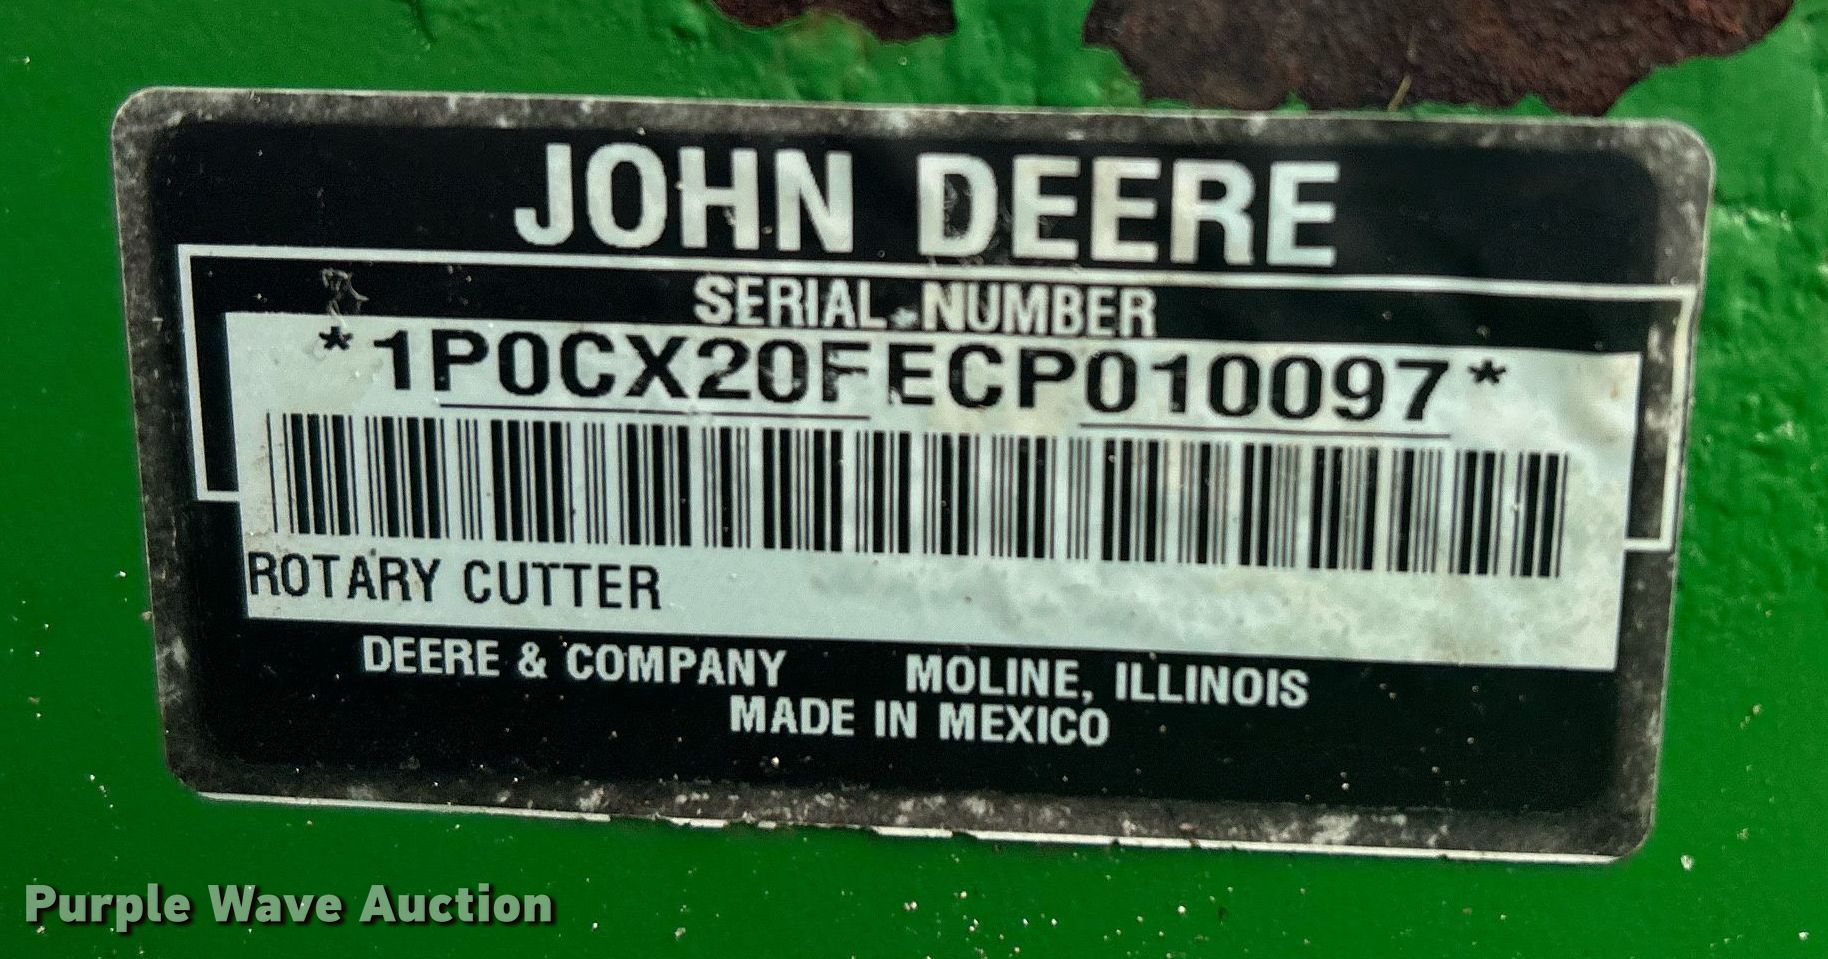 JOHN DEERE
SERIAL NUMBER
*1P0CX20FECP010097*
ROTARY CUTTER
DEERE & COMPANY MOLINE, ILLINOIS
MADE IN MEXICO
Purple Wave Auction